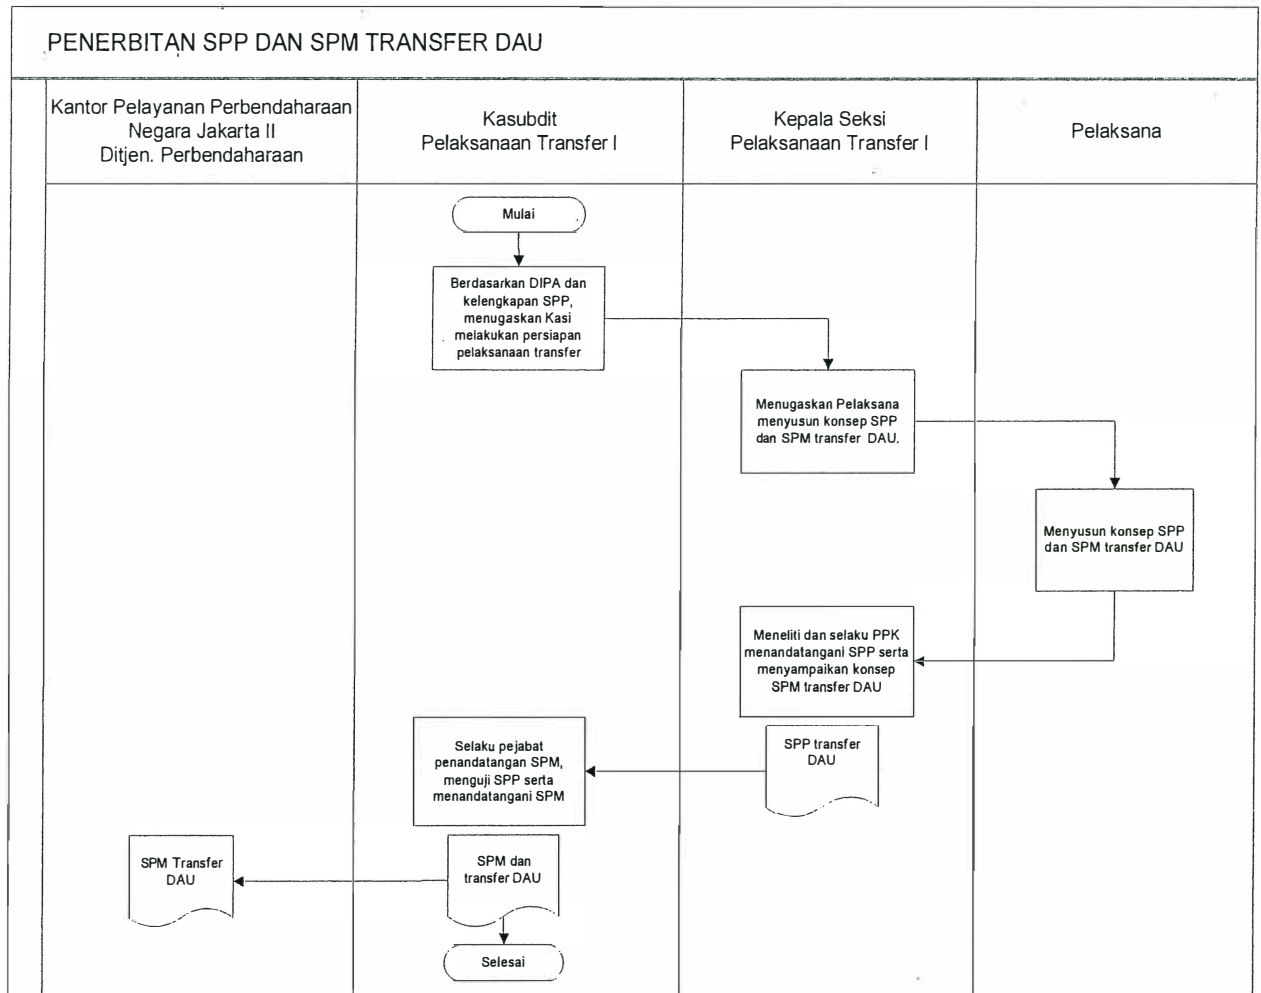 PENERBITAN SPP DAN SPM TRANSFER DAU
Kantor Pelayanan Perbendaharaan
Negara Jakarta II
Ditjen. Perbendaharaan
Kasubdit
Pelaksanaan Transfer I
Kepala Seksi
Pelaksanaan Transfer I
Pelaksana
Mulai
Berdasarkan DIPA dan
kelengkapan SPP,
menugaskan Kasi
melakukan persiapan
pelaksanaan transfer
Menugaskan Pelaksana
menyusun konsep SPP
dan SPM transfer DAU.
Menyusun konsep SPP
dan SPM transfer DAU
Meneliti dan selaku PPK
menandatangani SPP serta
menyampaikan konsep
SPM transfer DAU
SPP transfer
DAU
Selaku pejabat
penandatangan SPM,
menguji SPP serta
menandatangani SPM
SPM dan
transfer DAU
SPM Transfer
DAU
Selesai